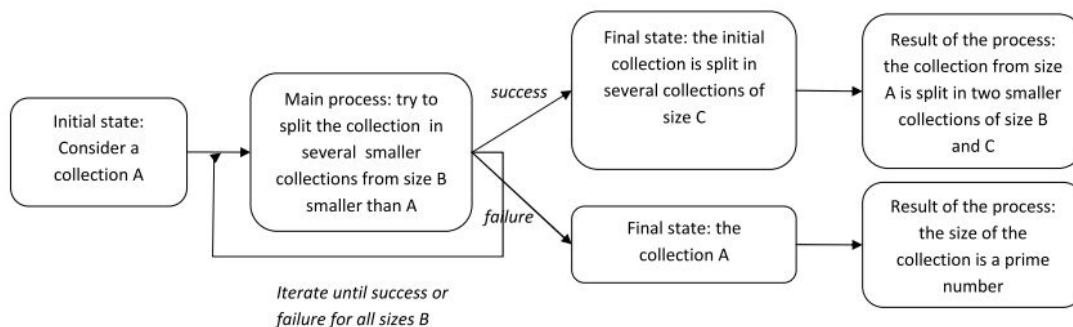 Initial state:
Consider a
collection A
Main process: try to
split the collection in
several smaller
collections from size B
smaller than A
success
failure
Iterate until success or
failure for all sizes B
Final state: the initial
collection is split in
several collections of
size C
Result of the process:
the collection from size
A is split in two smaller
collections of size B
and C
Final state: the
collection A
Result of the process:
the size of the
collection is a prime
number